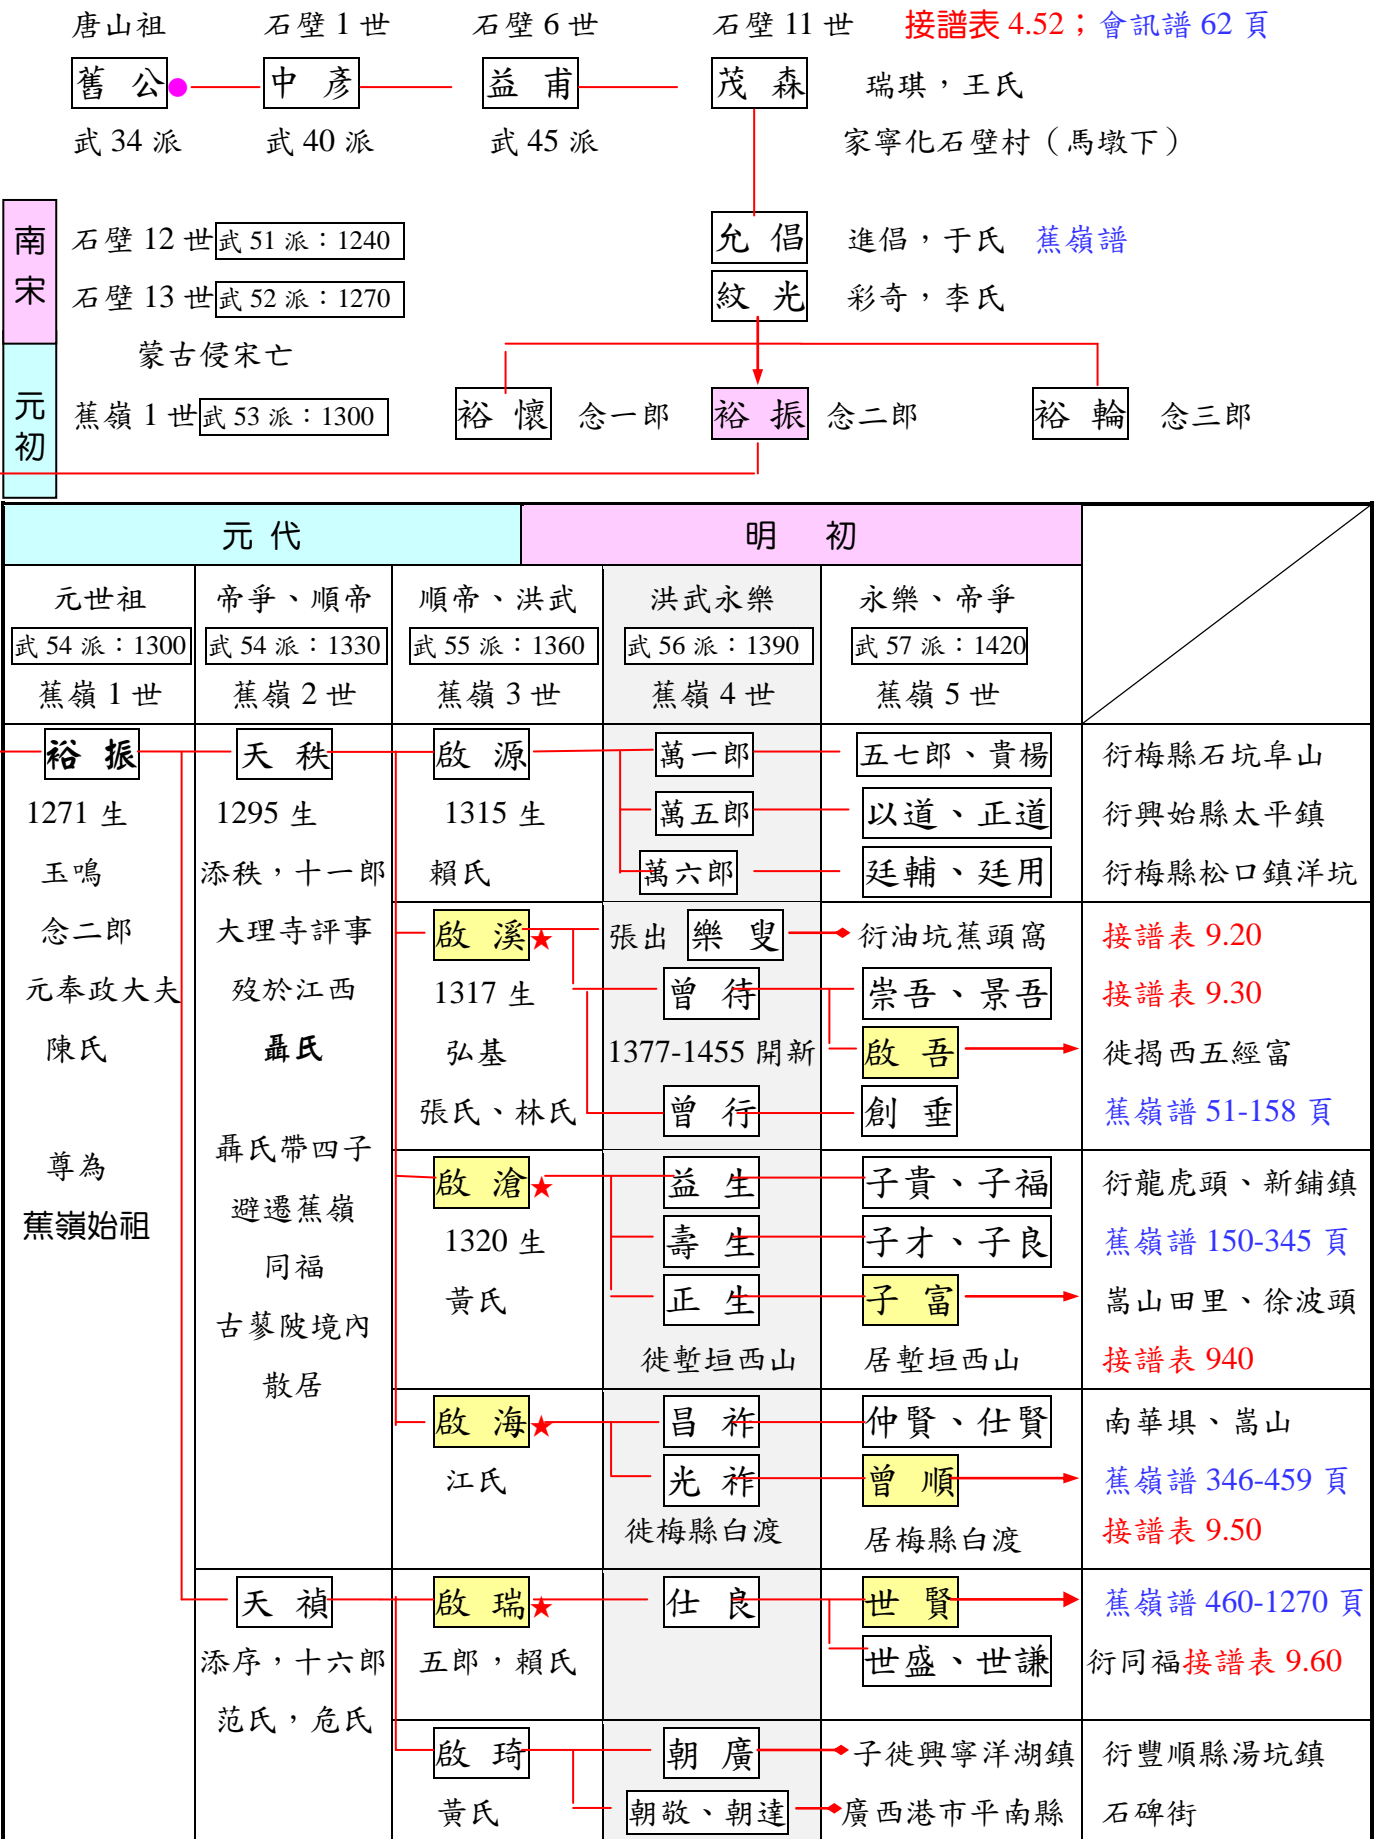 唐山祖 石壁 1 世 石壁 6 世 石壁 11 世 接譜表 4.52；會訊譜 62 頁
舊 公 中 彥 益 甫 茂 森 瑞琪，王氏
武 34 派 武 40 派 武 45 派 家寧化石壁村（馬墩下）
南宋
石壁 12 世 武 51 派：1240 允 倡 進倡，于氏 蕉嶺譜
石壁 13 世 武 52 派：1270 紋 光 彩奇，李氏
蒙古侵宋亡
元初
蕉嶺 1 世 武 53 派：1300 裕 懷 念一郎 裕 振 念二郎 裕 輪 念三郎
元 代 明 初
元世祖 帝爭、順帝 順帝、洪武 洪武永樂 永樂、帝爭
武 54 派：1300 武 54 派：1330 武 55 派：1360 武 56 派：1390 武 57 派：1420
蕉嶺 1 世 蕉嶺 2 世 蕉嶺 3 世 蕉嶺 4 世 蕉嶺 5 世
裕 振 天 秩 啟 源 萬一郎 五七郎、貴楊 衍梅縣石坑阜山
1271 生 1295 生 1315 生 萬五郎 以道、正道 衍興始縣太平鎮
玉鳴 添秩，十一郎 賴氏 萬六郎 廷輔、廷用 衍梅縣松口鎮洋坑
念二郎 大理寺評事 啟 溪★ 張出 樂 叟 衍油坑蕉頭窩 接譜表 9.20
元奉政大夫 歿於江西 1317 生 曾 待 崇吾、景吾 接譜表 9.30
陳氏 聶氏 弘基 1377-1455 開新 啟 吾 徙揭西五經富
張氏、林氏 曾 行 創 垂 蕉嶺譜 51-158 頁
尊為 聶氏帶四子 啟 滄★ 益 生 子貴、子福 衍龍虎頭、新鋪鎮
蕉嶺始祖 避遷蕉嶺 1320 生 壽 生 子才、子良 蕉嶺譜 150-345 頁
同福 黃氏 正 生 子 富 嵩山田里、徐波頭
古蓼陂境內 徙塹垣西山 居塹垣西山 接譜表 940
散居 啟 海★ 昌 祚 仲賢、仕賢 南華埧、嵩山
江氏 光 祚 曾 順 蕉嶺譜 346-459 頁
徙梅縣白渡 居梅縣白渡 接譜表 9.50
天 禎 啟 瑞★ 仕 良 世 賢 蕉嶺譜 460-1270 頁
添序，十六郎 五郎，賴氏 世盛、世謙 衍同福接譜表 9.60
范氏，危氏 啟 琦 朝 廣 子徙興寧洋湖鎮 衍豐順縣湯坑鎮
黃氏 朝敬、朝達 廣西港市平南縣 石碑街